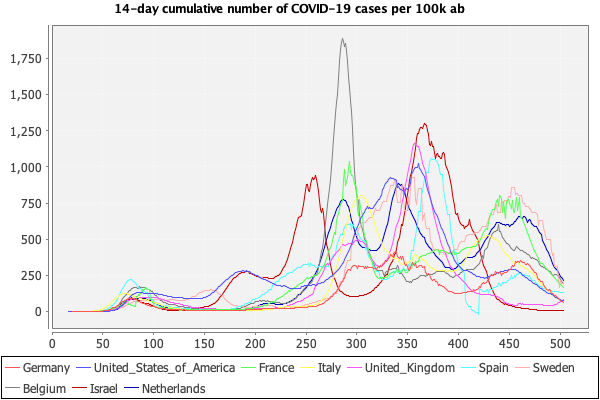 14-day cumulative number of COVID-19 cases per 100k ab
1,750
1,500
1,250
1,000
750
500
250
0
0 50 100 150 200 250 300 350 400 450 500
Germany United_States_of_America France Italy United_Kingdom Spain Sweden
Belgium Israel Netherlands